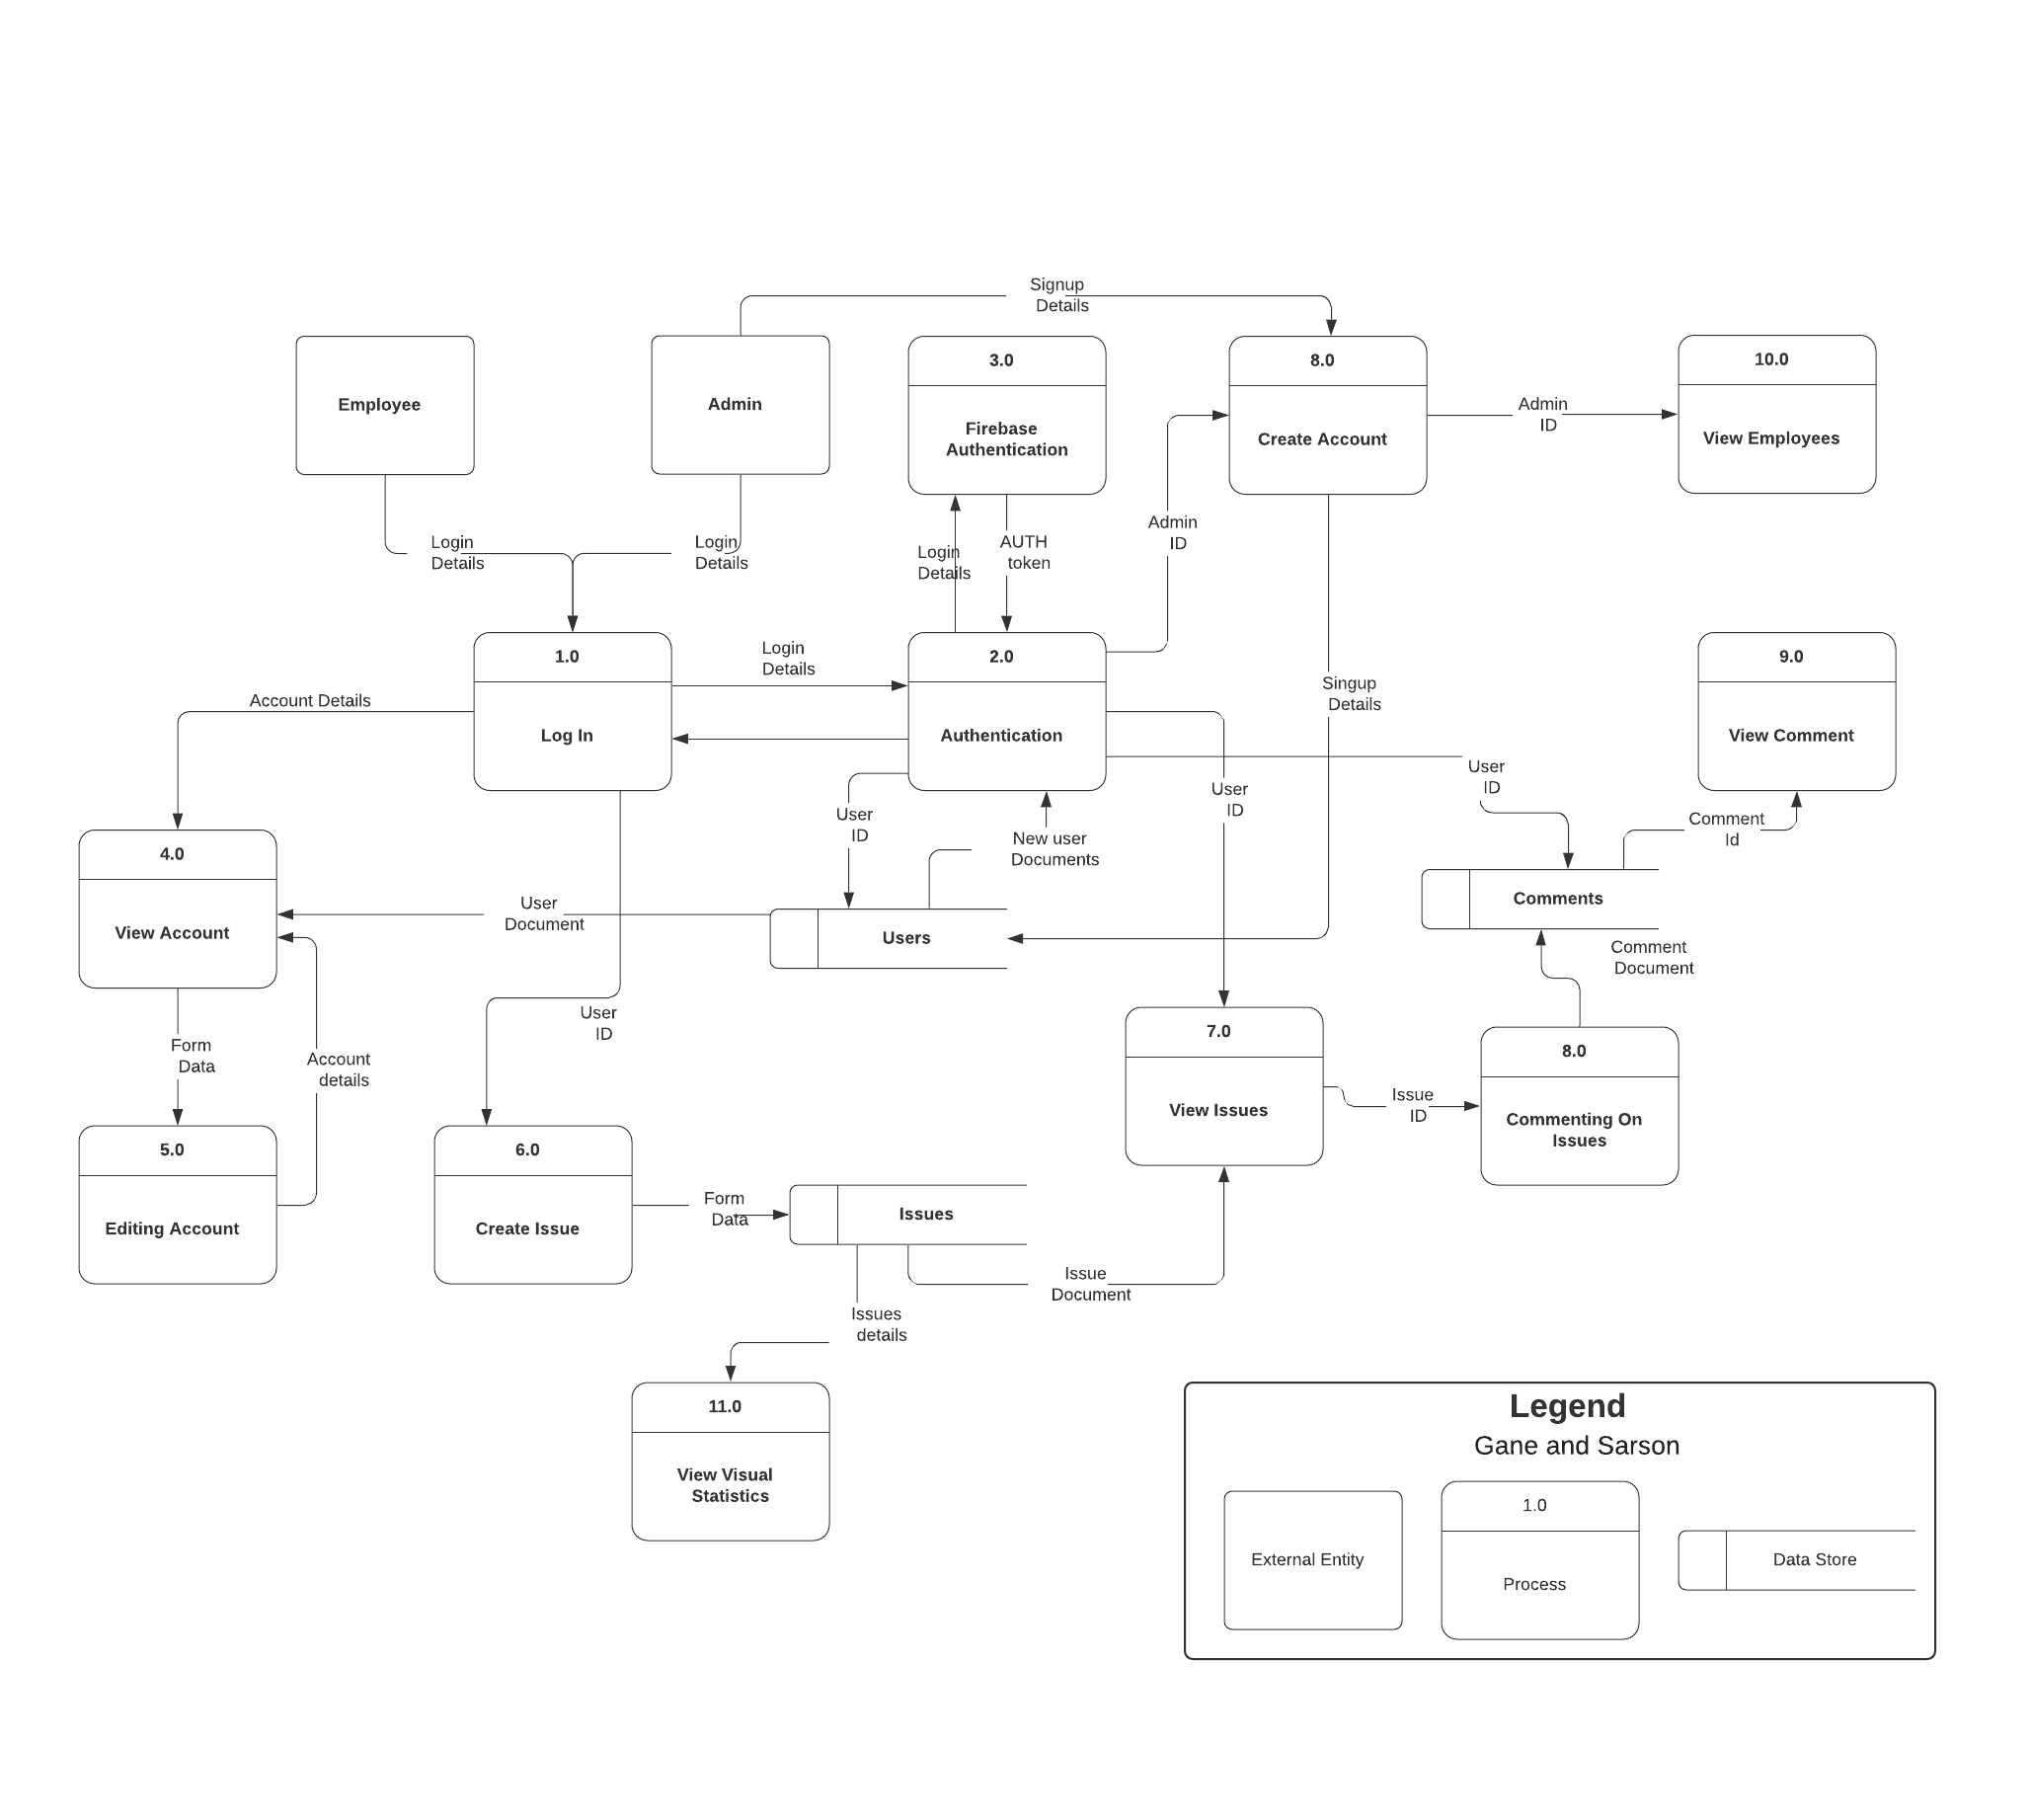 Signup
Details
Employee
Admin
3.0
Firebase
Authentication
8.0
Create Account
10.0
View Employees
Admin
ID
Login
Details
Login
Details
Login
Details
AUTH
token
Admin
ID
1.0
Log In
Login
Details
2.0
Authentication
Singup
Details
9.0
View Comment
Account Details
User
ID
New user
Documents
User
ID
User
ID
Comment
Id
4.0
View Account
User
Document
Users
Comments
Comment
Document
Form
Data
Account
details
User
ID
7.0
View Issues
Issue
ID
8.0
Commenting On
Issues
5.0
Editing Account
6.0
Create Issue
Form
Data
Issues
Issue
Document
Issues
details
11.0
View Visual
Statistics
Legend
Gane and Sarson
External Entity
1.0
Process
Data Store